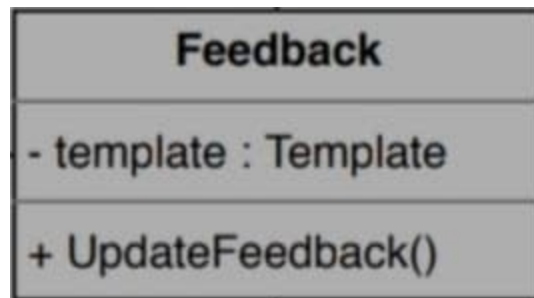 Feedback
- template : Template
+ UpdateFeedback()